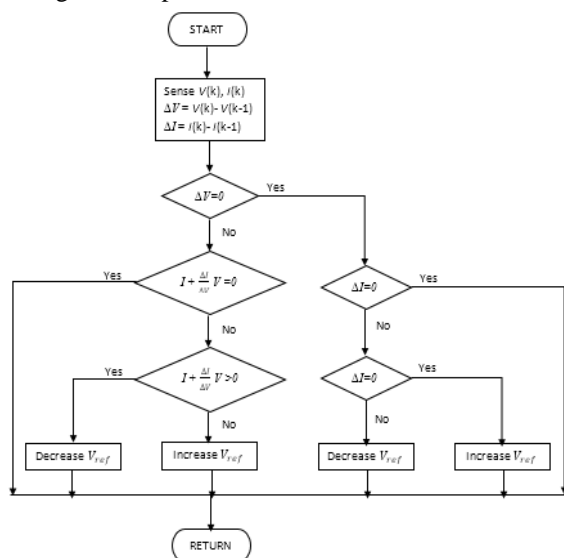 START
Sense V(k), I(k)
ΔV = V(k)- V(k-1)
ΔI = I(k)- I(k-1)
ΔV=0
Yes
No
Yes
I + ΔI/ΔV V =0
ΔI=0
Yes
No
No
Yes
I + ΔI/ΔV V >0
ΔI=0
Yes
No
No
Decrease V_ref
Increase V_ref
Decrease V_ref
Increase V_ref
RETURN